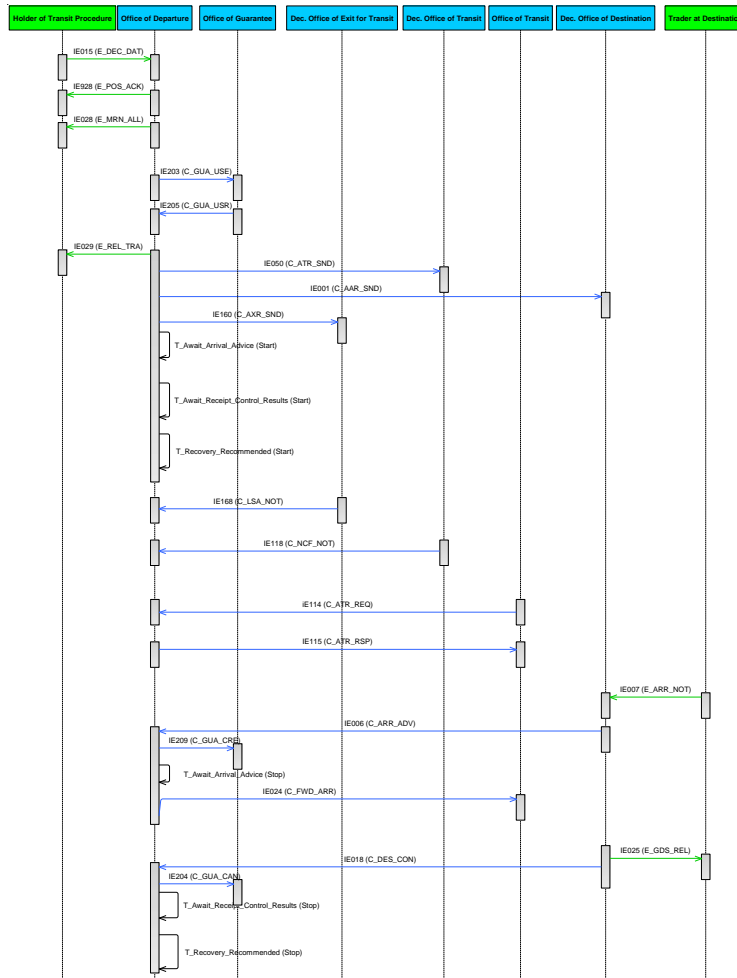 Holder of Transit Procedure Office of Departure Office of Guarantee Dec. Office of Exit for Transit Dec. Office of Transit Office of Transit Dec. Office of Destination Trader at Destinatio
IE015 (E_DEC_DAT)
IE928 (E_POS_ACK)
IE028 (E_MRN_ALL)
IE203 (C_GUA_USE)
IE205 (C_GUA_USR)
IE029 (E_REL_TRA)
IE050 (C_ATR_SND)
IE001 (C_AAR_SND)
IE160 (C_AXR_SND)
T_Await_Arrival_Advice (Start)
T_Await_Receipt_Control_Results (Start)
T_Recovery_Recommended (Start)
IE168 (C_LSA_NOT)
IE118 (C_NCF_NOT)
iE114 (C_ATR_REQ)
IE115 (C_ATR_RSP)
IE007 (E_ARR_NOT)
IE006 (C_ARR_ADV)
IE209 (C_GUA_CRE)
T_Await_Arrival_Advice (Stop)
IE024 (C_FWD_ARR)
IE025 (E_GDS_REL)
IE018 (C_DES_CON)
IE204 (C_GUA_CAN)
T_Await_Receipt_Control_Results (Stop)
T_Recovery_Recommended (Stop)